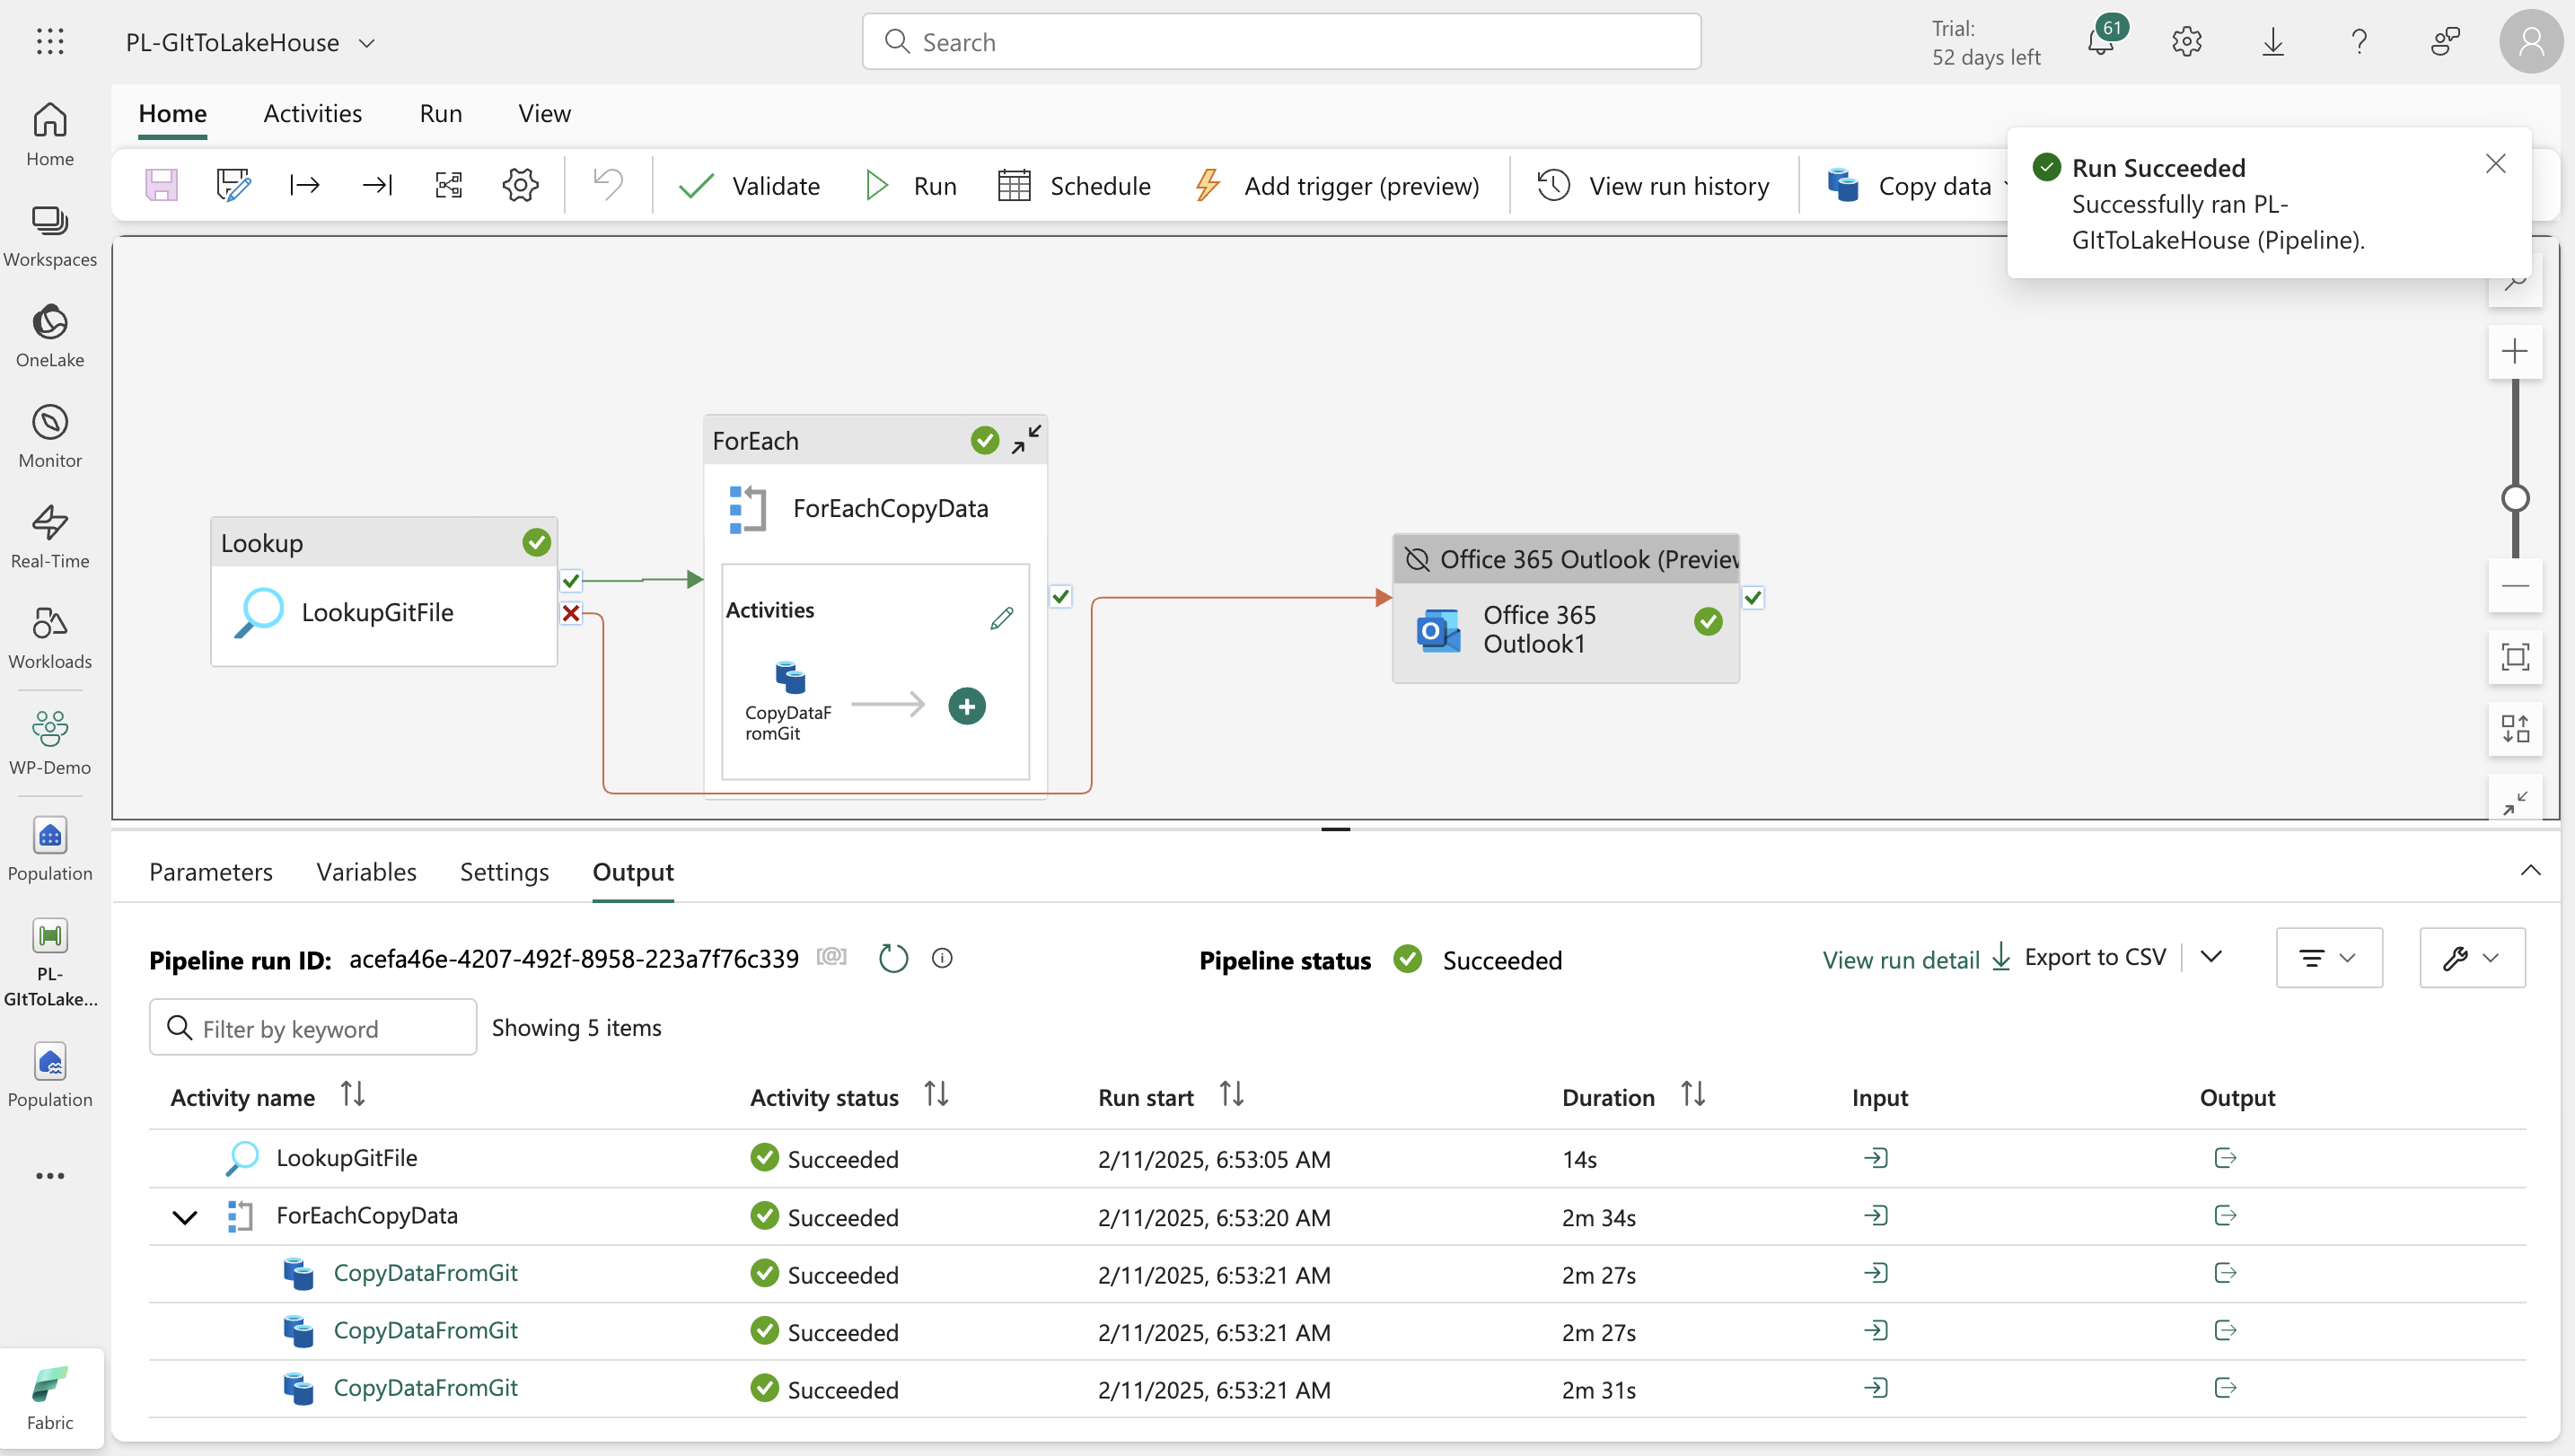 PL-GItToLakeHouse
Search
Trial:
52 days left
61
Home
Activities
Run
View
Validate
Run
Schedule
Add trigger (preview)
View run history
Copy data
Run Succeeded
Successfully ran PL-
GItToLakeHouse (Pipeline).
Home
Workspaces
OneLake
Monitor
Real-Time
Workloads
WP-Demo
Population
PL-
GItToLake...
Population
Fabric
Lookup
LookupGitFile
ForEach
ForEachCopyData
Activities
CopyDataF
romGit
Office 365 Outlook (Preview
Office 365
Outlook1
Parameters
Variables
Settings
Output
Pipeline run ID: acefa46e-4207-492f-8958-223a7f76c339
Pipeline status Succeeded
View run detail
Export to CSV
Filter by keyword
Showing 5 items
Activity name Activity status Run start Duration Input Output
LookupGitFile Succeeded 2/11/2025, 6:53:05 AM 14s
ForEachCopyData Succeeded 2/11/2025, 6:53:20 AM 2m 34s
CopyDataFromGit Succeeded 2/11/2025, 6:53:21 AM 2m 27s
CopyDataFromGit Succeeded 2/11/2025, 6:53:21 AM 2m 27s
CopyDataFromGit Succeeded 2/11/2025, 6:53:21 AM 2m 31s